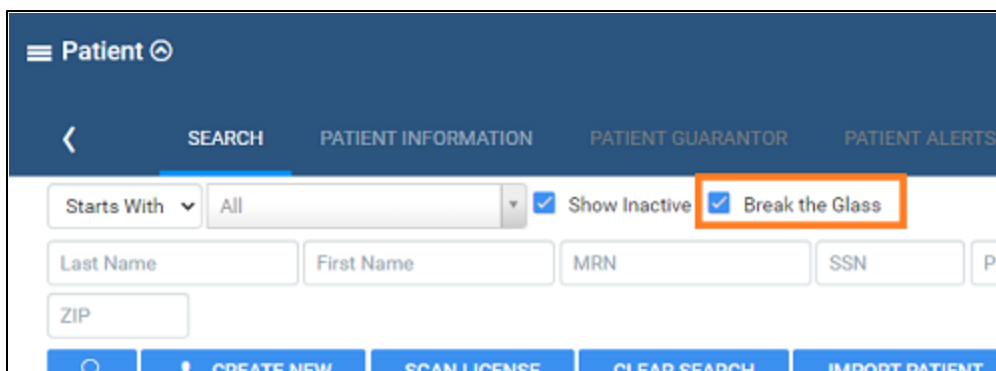 Patient
SEARCH PATIENT INFORMATION PATIENT GUARANTOR PATIENT ALERTS
Starts With All Show Inactive Break the Glass
Last Name First Name MRN SSN P
ZIP
CREATE NEW SCAN LICENSE CLEAR SEARCH IMPORT PATIENT